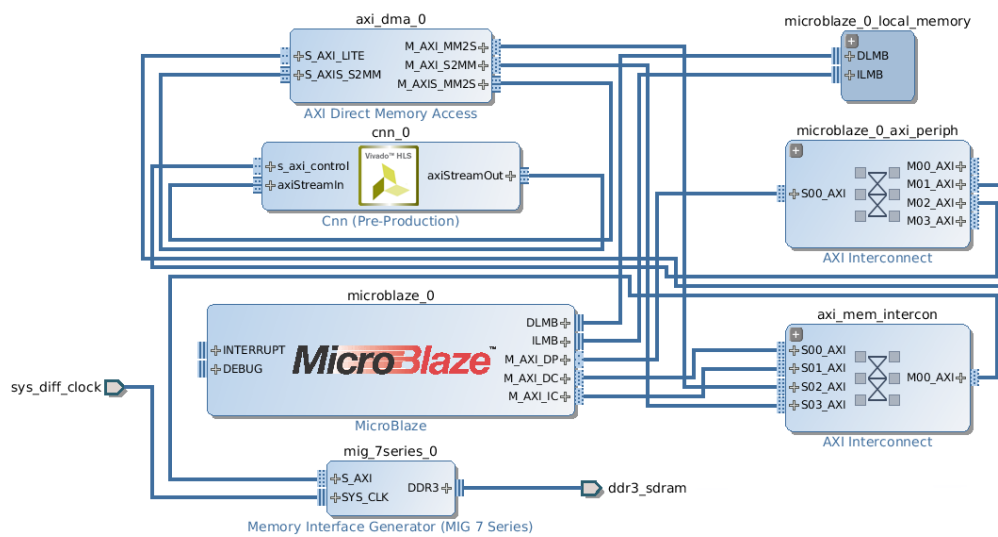 axi_dma_0
S_AXI_LITE
S_AXIS_S2MM
M_AXI_MM2S
M_AXI_S2MM
M_AXIS_MM2S
AXI Direct Memory Access
microblaze_0_local_memory
DLMB
ILMB
cnn_0
s_axi_control
axiStreamIn
Vivado™ HLS
axiStreamOut
Cnn (Pre-Production)
microblaze_0_axi_periph
S00_AXI
M00_AXI
M01_AXI
M02_AXI
M03_AXI
AXI Interconnect
microblaze_0
INTERRUPT
DEBUG
MicroBlaze™
DLMB
ILMB
M_AXI_DP
M_AXI_DC
M_AXI_IC
MicroBlaze
axi_mem_intercon
S00_AXI
S01_AXI
S02_AXI
S03_AXI
M00_AXI
AXI Interconnect
sys_diff_clock
mig_7series_0
S_AXI
SYS_CLK
DDR3
ddr3_sdram
Memory Interface Generator (MIG 7 Series)